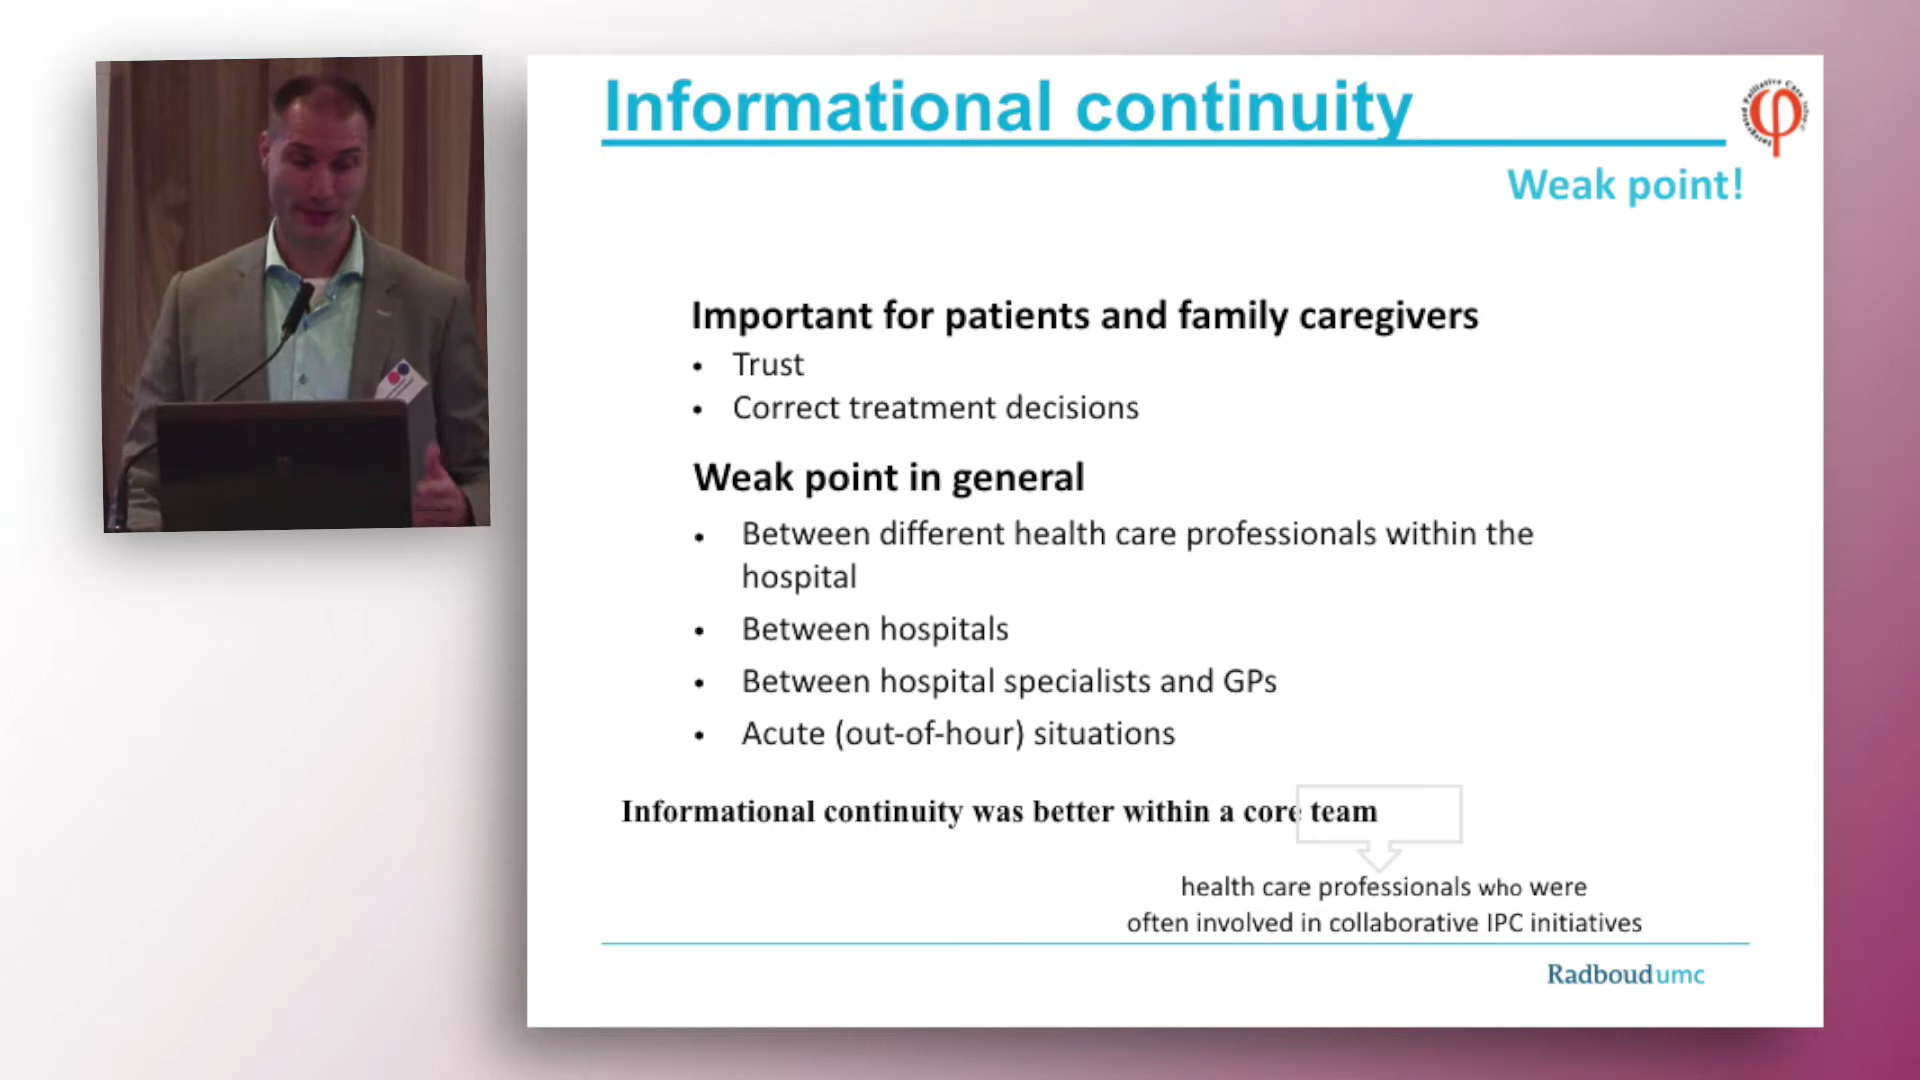 Informational continuity
Weak point!
Important for patients and family caregivers
• Trust
• Correct treatment decisions
Weak point in general
• Between different health care professionals within the
hospital
• Between hospitals
• Between hospital specialists and GPs
• Acute (out-of-hour) situations
Informational continuity was better within a core team
health care professionals who were
often involved in collaborative IPC initiatives
Radboudumc